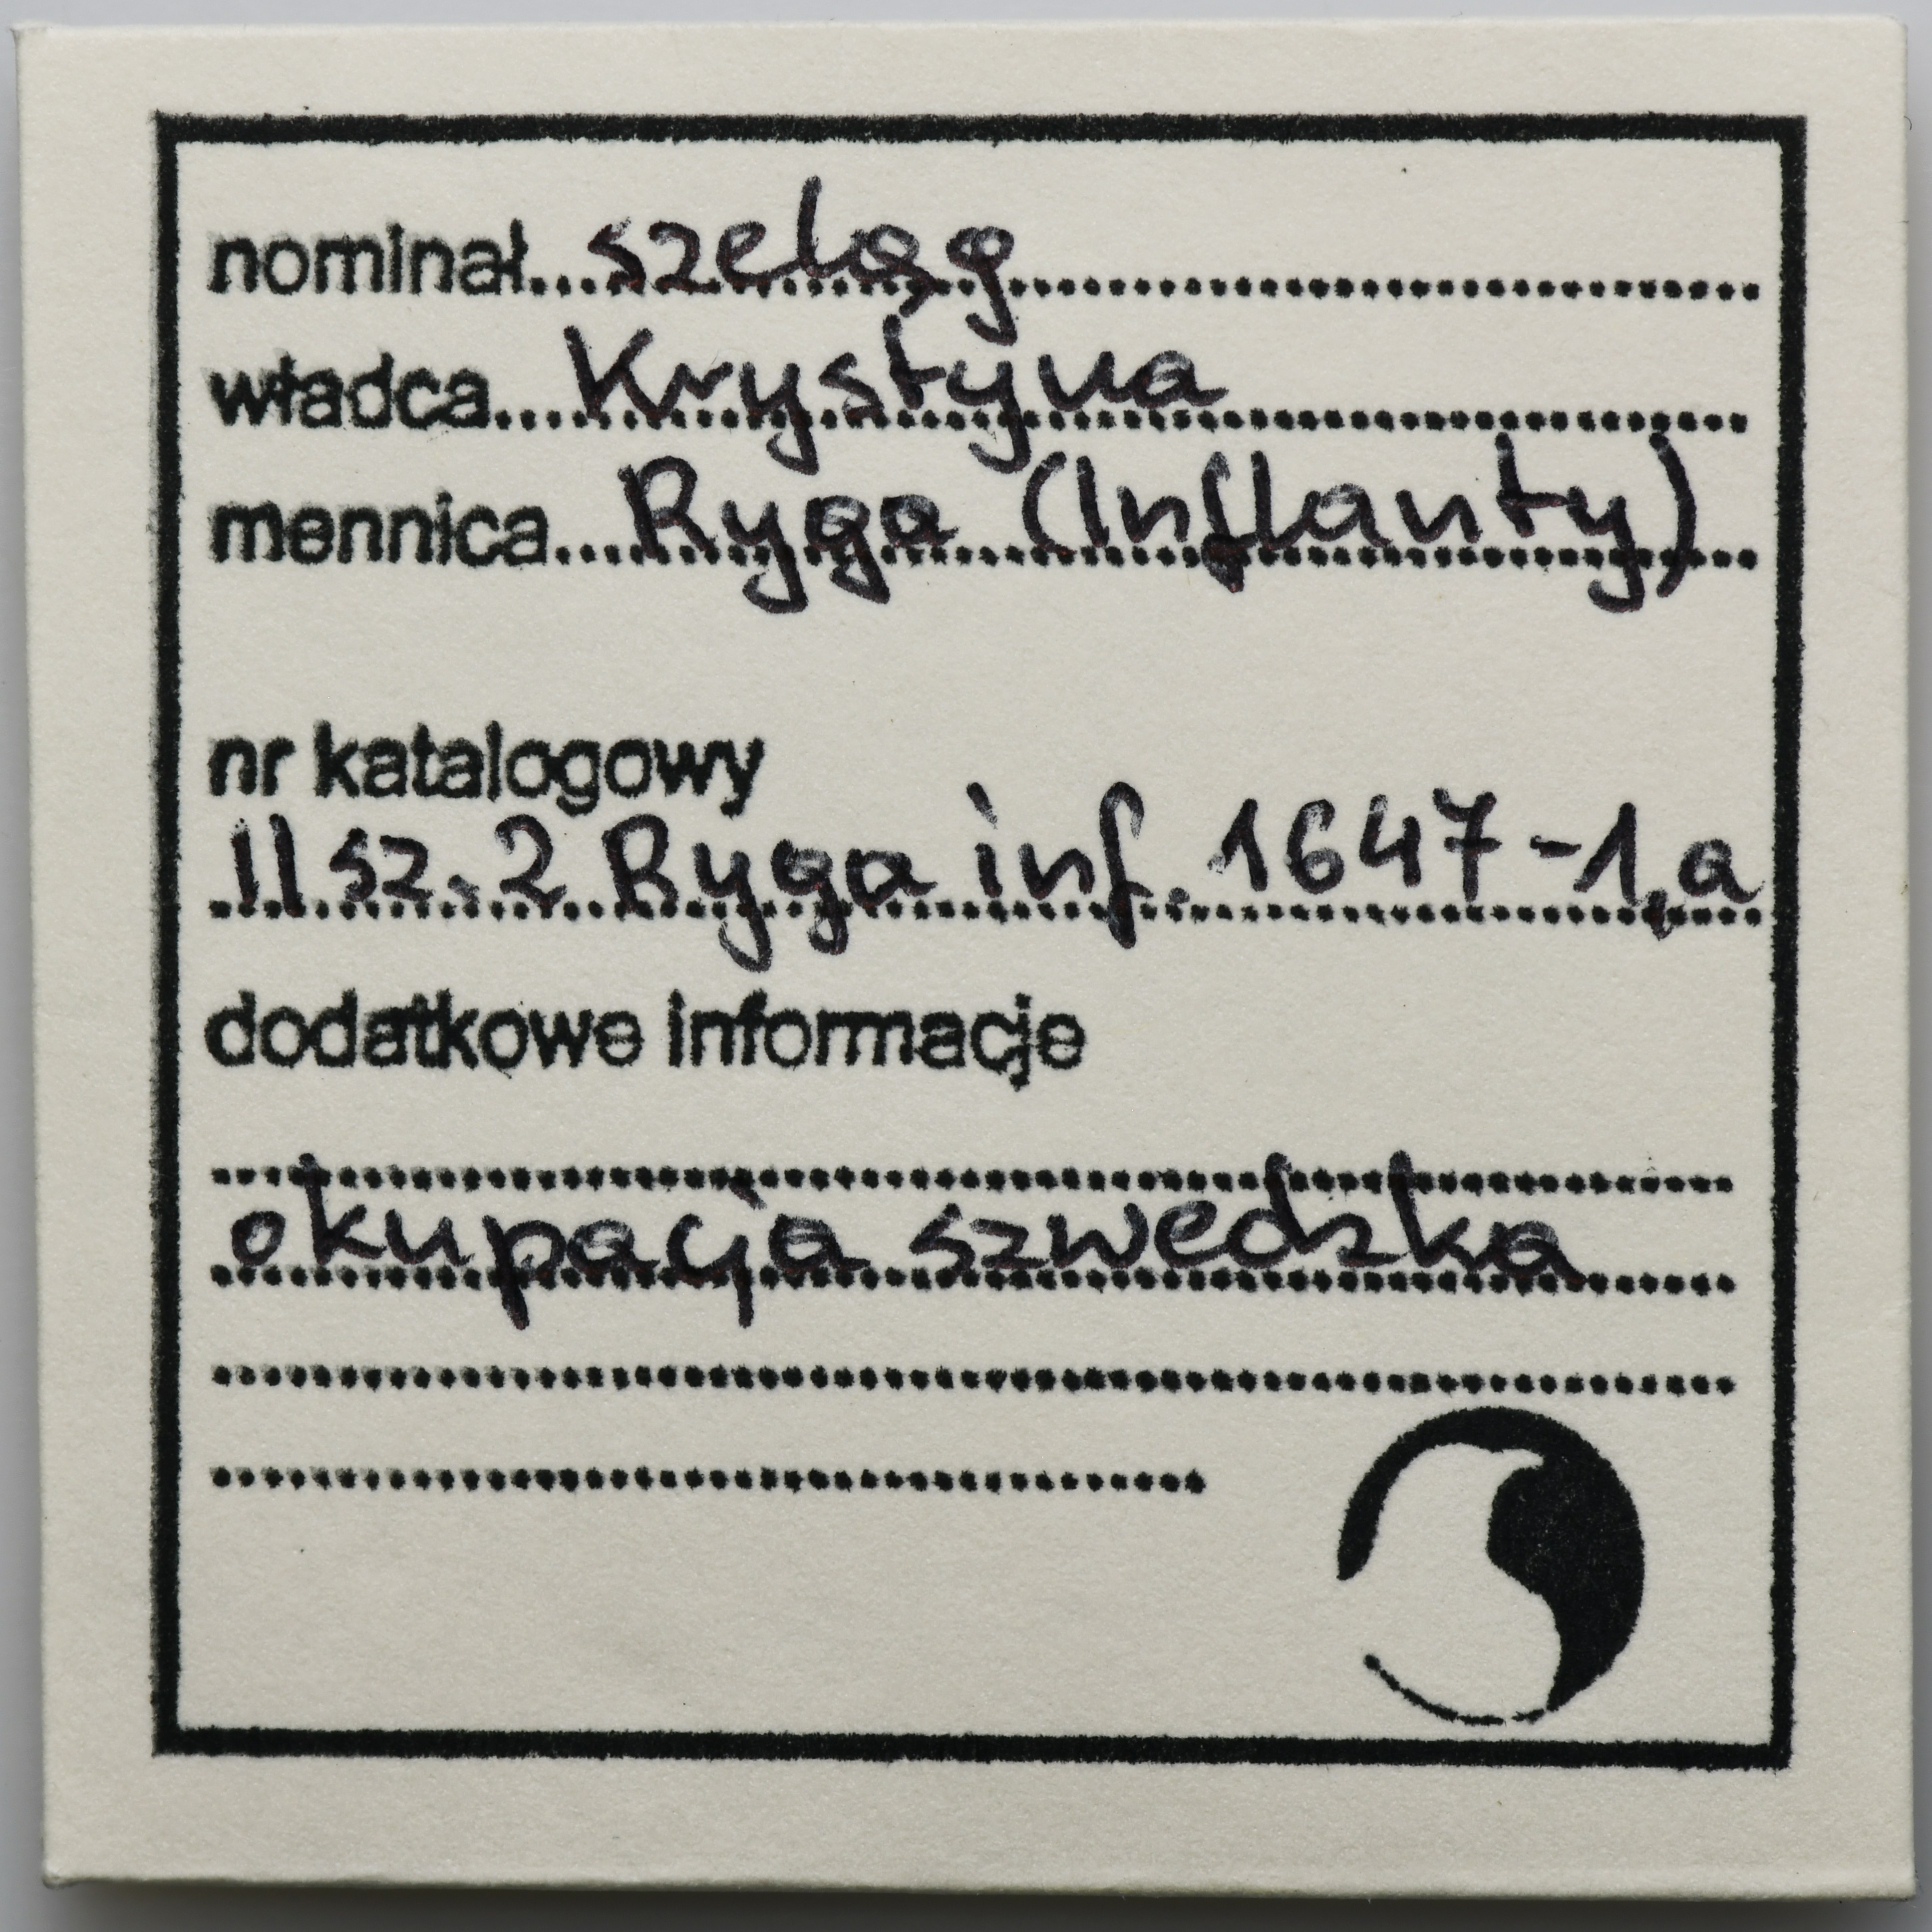 nominał...szeląg
władca...Krystyna
mennica...Ryga (Inflanty)
nr katalogowy
II sz. 2 Ryga inf. 1647-1,a
dodatkowe informacje
okupacja szwedzka